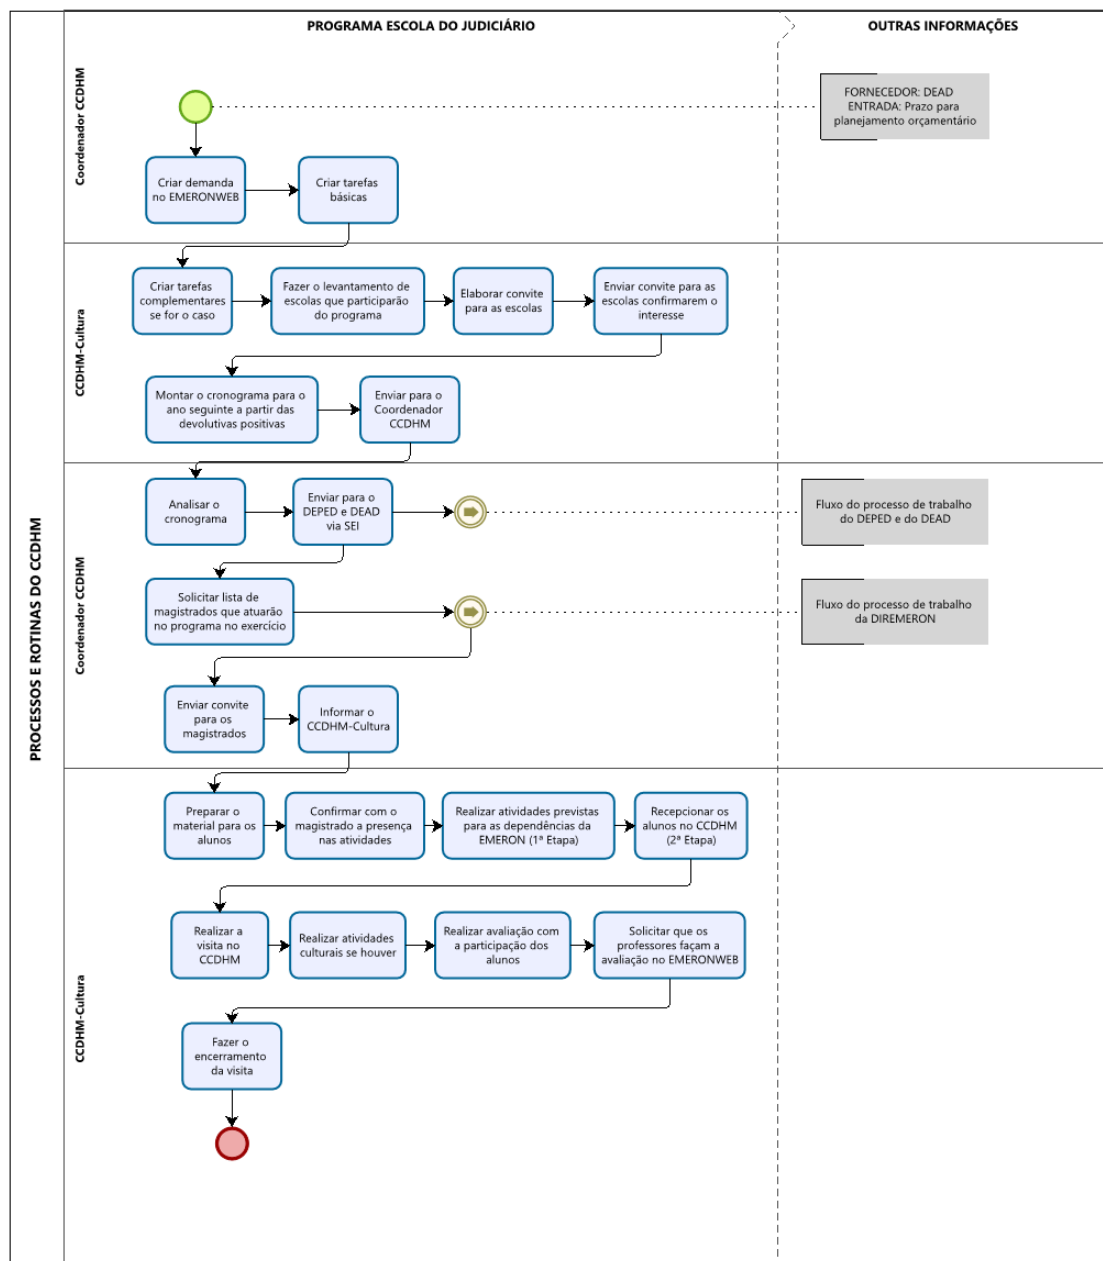 PROGRAMA ESCOLA DO JUDICIÁRIO
OUTRAS INFORMAÇÕES
PROCESSOS E ROTINAS DO CCDHM
Coordenador CCDHM
FORNECEDOR: DEAD
ENTRADA: Prazo para
planejamento orçamentário
Criar demanda
no EMERONWEB
Criar tarefas
básicas
CCDHM-Cultura
Criar tarefas
complementares
se for o caso
Fazer o levantamento de
escolas que participarão
do programa
Elaborar convite
para as escolas
Enviar convite para as
escolas confirmarem o
interesse
Montar o cronograma para o
ano seguinte a partir das
devolutivas positivas
Enviar para o
Coordenador
CCDHM
Coordenador CCDHM
Analisar o
cronograma
Enviar para o
DEPED e DEAD
via SEI
Fluxo do processo de trabalho
do DEPED e do DEAD
Solicitar lista de
magistrados que atuarão
no programa no exercício
Fluxo do processo de trabalho
da DIREMERON
Enviar convite
para os
magistrados
Informar o
CCDHM-Cultura
CCDHM-Cultura
Preparar o
material para os
alunos
Confirmar com o
magistrado a presença
nas atividades
Realizar atividades previstas
para as dependências da
EMERON (1ª Etapa)
Recepcionar os
alunos no CCDHM
(2ª Etapa)
Realizar a
visita no
CCDHM
Realizar atividades
culturais se houver
Realizar avaliação com
a participação dos
alunos
Solicitar que os
professores façam a
avaliação no EMERONWEB
Fazer o
encerramento
da visita